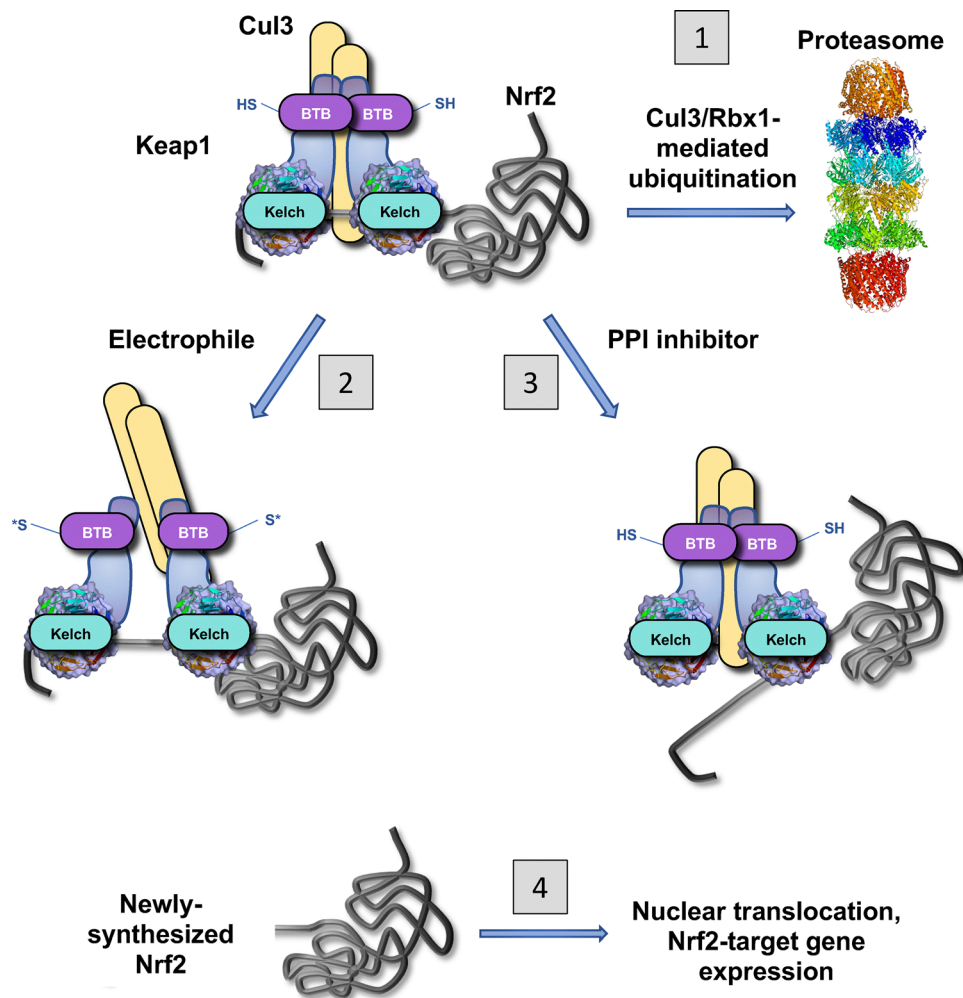 Cul3
1
Proteasome
HS
BTB
BTB
SH
Nrf2
Keap1
Cul3/Rbx1-
mediated
ubiquitination
Kelch
Kelch
Electrophile
2
3
PPI inhibitor
*S
BTB
BTB
S*
Kelch
Kelch
HS
BTB
BTB
SH
Kelch
Kelch
Newly-
synthesized
Nrf2
4
Nuclear translocation,
Nrf2-target gene
expression